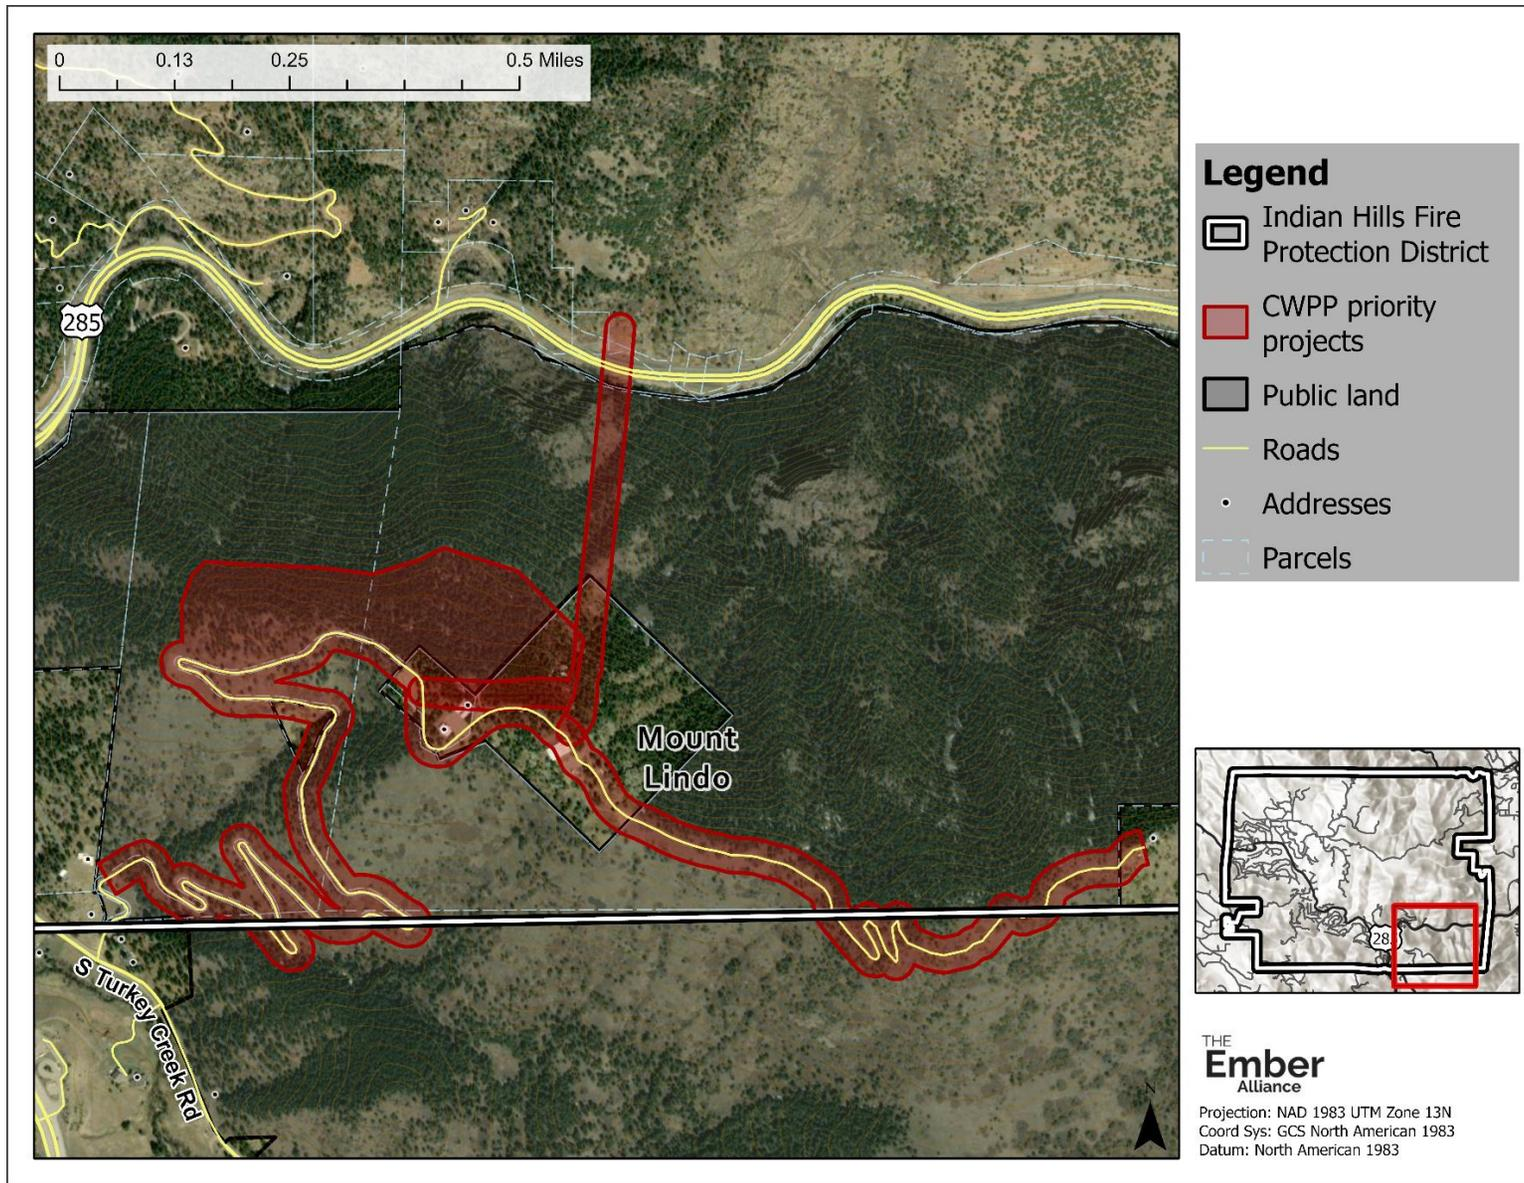 0 0.13 0.25 0.5 Miles
285
Mount
Lindo
S Turkey Creek Rd
N
Legend
Indian Hills Fire
Protection District
CWPP priority
projects
Public land
Roads
Addresses
Parcels
28
THE
Ember
Alliance
Projection: NAD 1983 UTM Zone 13N
Coord Sys: GCS North American 1983
Datum: North American 1983